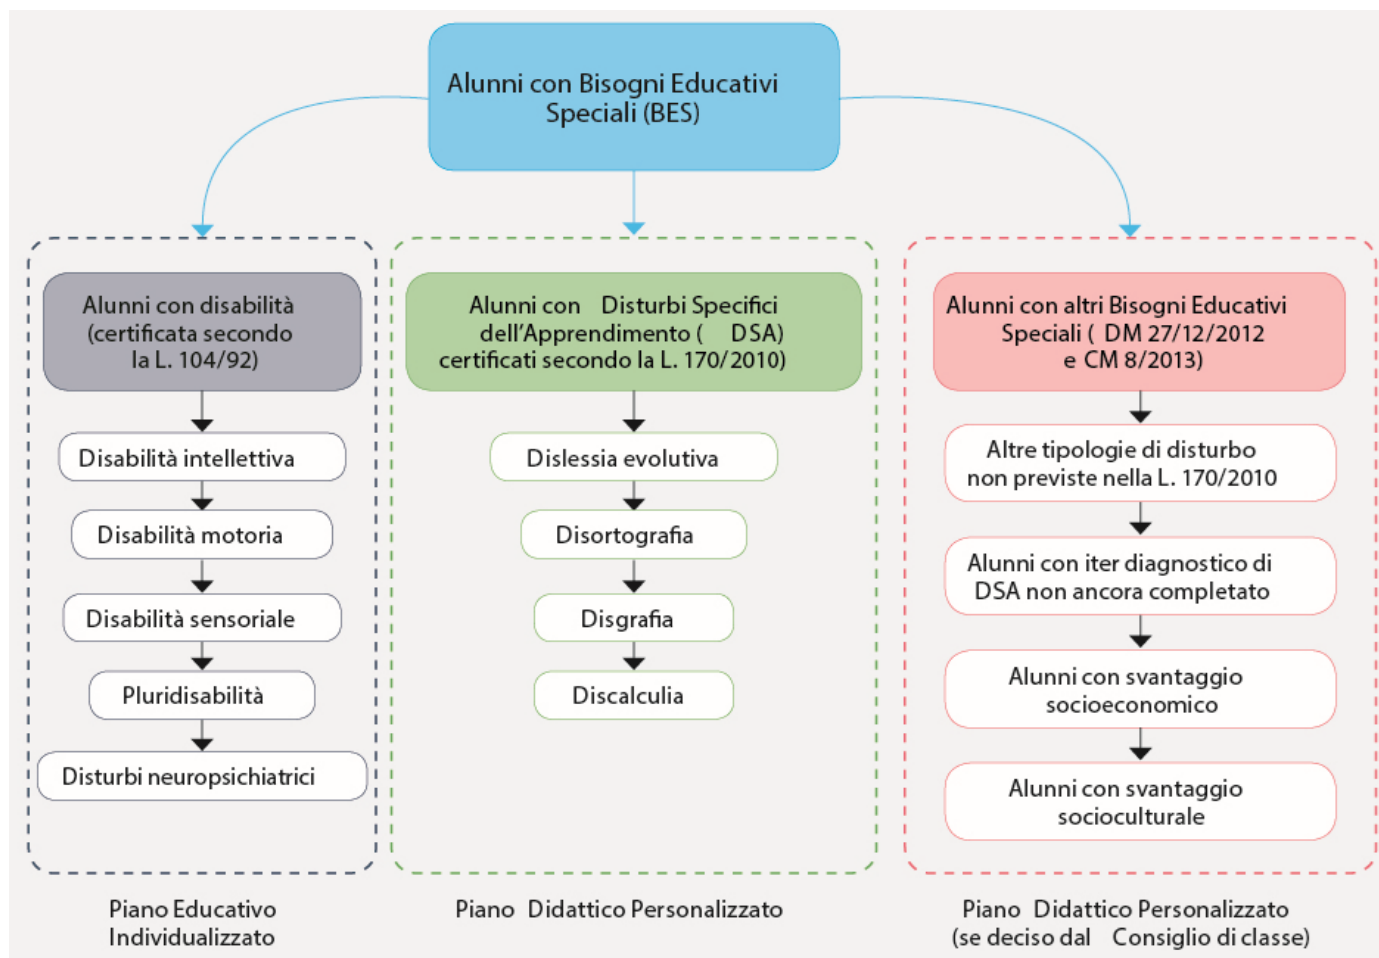 Alunni con Bisogni Educativi
Speciali (BES)
Alunni con disabilità
(certificata secondo
la L. 104/92)
Disabilità intellettiva
Disabilità motoria
Disabilità sensoriale
Pluridisabilità
Disturbi neuropsichiatrici
Piano Educativo
Individualizzato
Alunni con Disturbi Specifici
dell'Apprendimento ( DSA)
certificati secondo la L. 170/2010)
Dislessia evolutiva
Disortografia
Disgrafia
Discalculia
Piano Didattico Personalizzato
Alunni con altri Bisogni Educativi
Speciali ( DM 27/12/2012
e CM 8/2013)
Altre tipologie di disturbo
non previste nella L. 170/2010
Alunni con iter diagnostico di
DSA non ancora completato
Alunni con svantaggio
socioeconomico
Alunni con svantaggio
socioculturale
Piano Didattico Personalizzato
(se deciso dal Consiglio di classe)